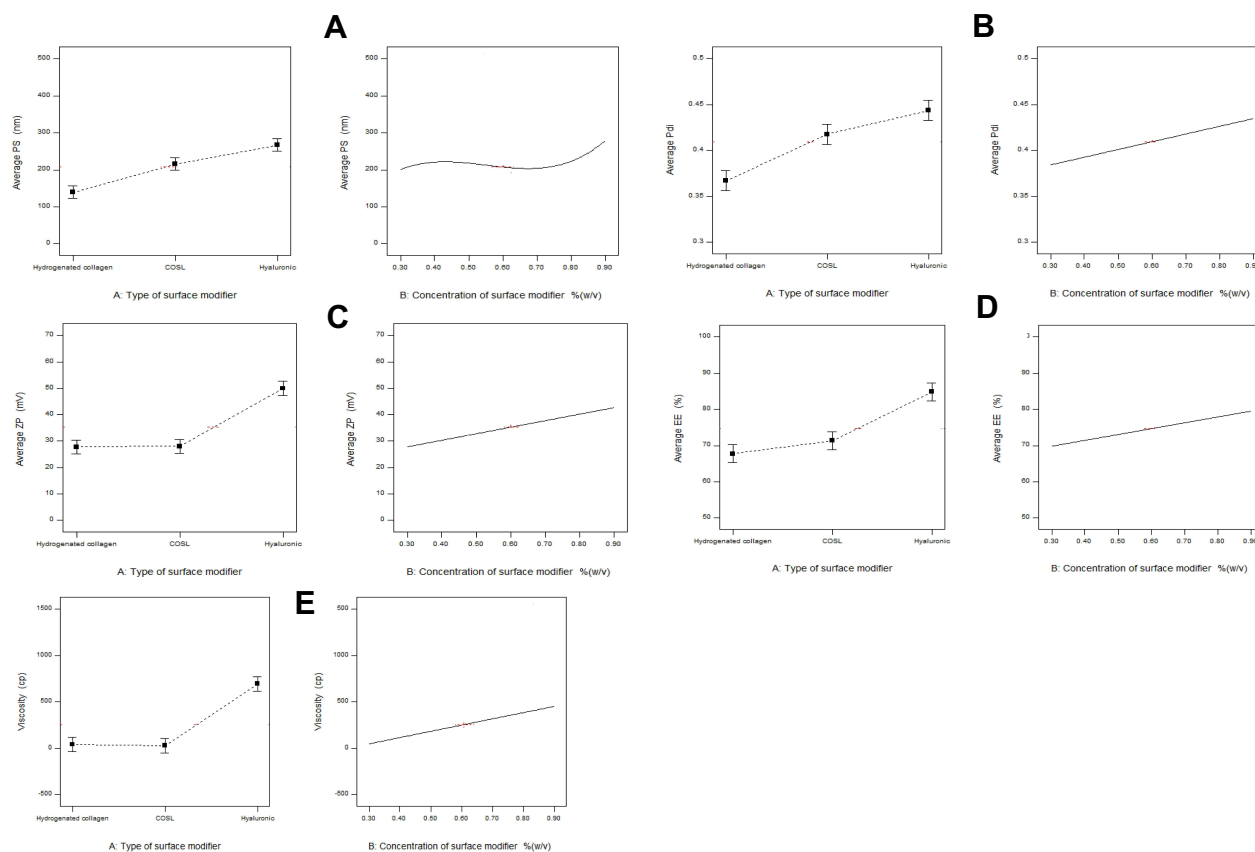 A
B
500
400
300
200
100
0
Average PS (nm)
Hydrogenated collagen COSL Hyaluronic
A: Type of surface modifier
500
400
300
200
100
0
Average PS (nm)
0.30 0.40 0.50 0.60 0.70 0.80 0.90
B: Concentration of surface modifier %(w/v)
0.5
0.45
0.4
0.35
0.3
Average Pdi
Hydrogenated collagen COSL Hyaluronic
A: Type of surface modifier
0.5
0.45
0.4
0.35
0.3
Average Pdi
0.30 0.40 0.50 0.60 0.70 0.80 0.90
B: Concentration of surface modifier %(w/v)
C
D
70
60
50
40
30
20
10
0
Average ZP (mV)
Hydrogenated collagen COSL Hyaluronic
A: Type of surface modifier
70
60
50
40
30
20
10
0
Average ZP (mV)
0.30 0.40 0.50 0.60 0.70 0.80 0.90
B: Concentration of surface modifier %(w/v)
100
90
80
70
60
50
Average EE (%)
Hydrogenated collagen COSL Hyaluronic
A: Type of surface modifier
90
80
70
60
50
Average EE (%)
0.30 0.40 0.50 0.60 0.70 0.80 0.90
B: Concentration of surface modifier %(w/v)
E
1500
1000
500
0
-500
Viscosity (cp)
Hydrogenated collagen COSL Hyaluronic
A: Type of surface modifier
500
1000
500
0
-500
Viscosity (cp)
0.30 0.40 0.50 0.60 0.70 0.80 0.90
B: Concentration of surface modifier %(w/v)